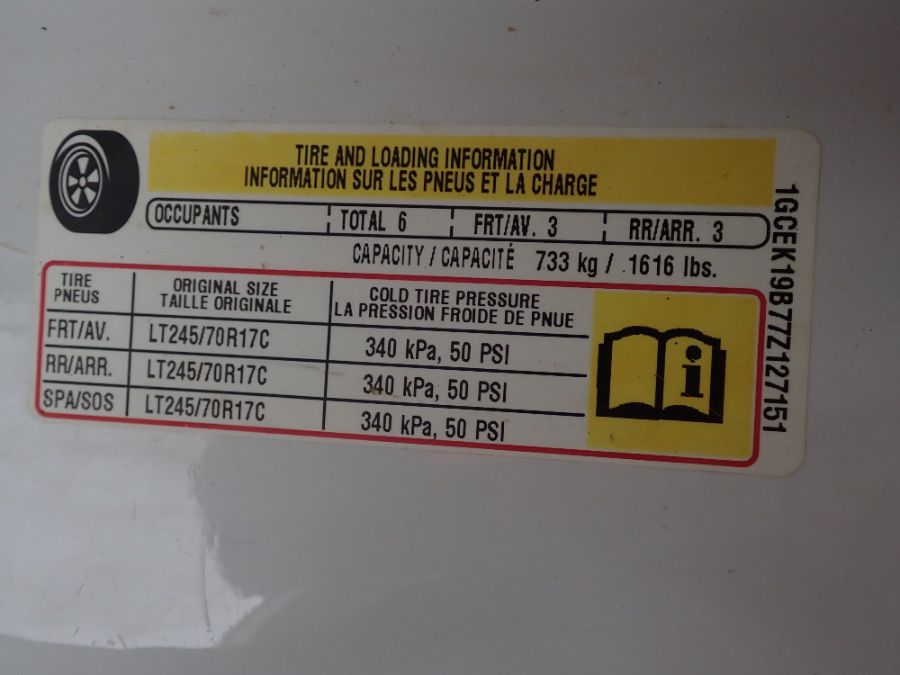 TIRE AND LOADING INFORMATION
INFORMATION SUR LES PNEUS ET LA CHARGE
OCCUPANTS TOTAL 6 FRT/AV. 3 RR/ARR. 3
CAPACITY / CAPACITÉ 733 kg / 1616 lbs.
TIRE
PNEUS
ORIGINAL SIZE
TAILLE ORIGINALE
COLD TIRE PRESSURE
LA PRESSION FROIDE DE PNUE
FRT/AV. LT245/70R17C 340 kPa, 50 PSI
RR/ARR. LT245/70R17C 340 kPa, 50 PSI
SPA/SOS LT245/70R17C 340 kPa, 50 PSI
i
1GCEK19B77Z127151